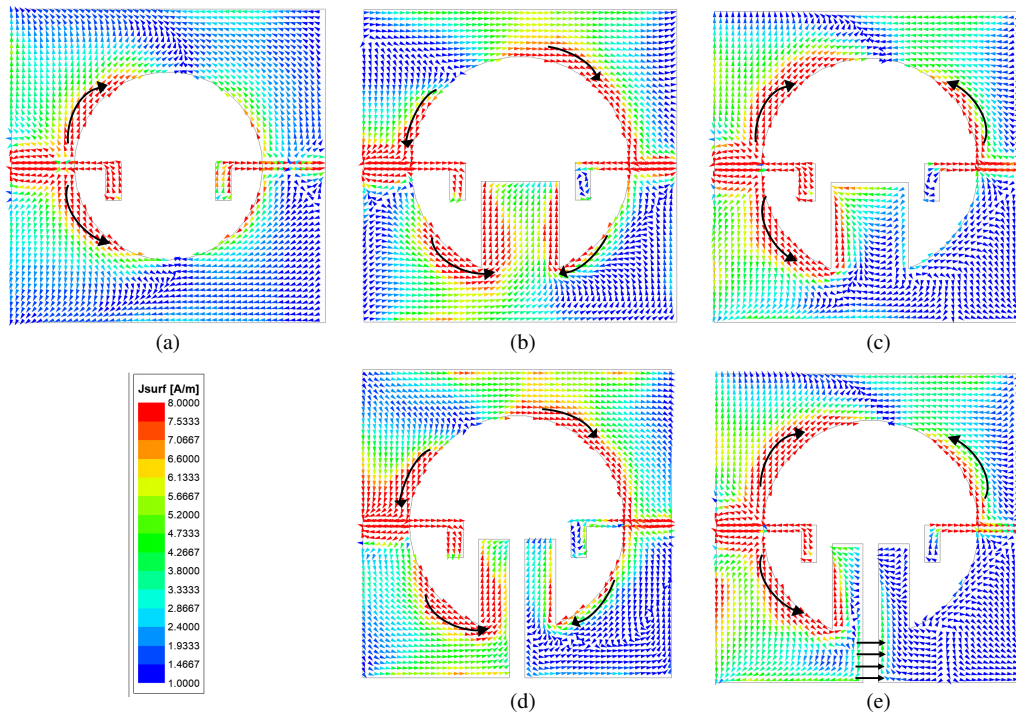 (a)
(b)
(c)
Jsurf [A/m]
8.0000
7.5333
7.0667
6.6000
6.1333
5.6667
5.2000
4.7333
4.2667
3.8000
3.3333
2.8667
2.4000
1.9333
1.4667
1.0000
(d)
(e)